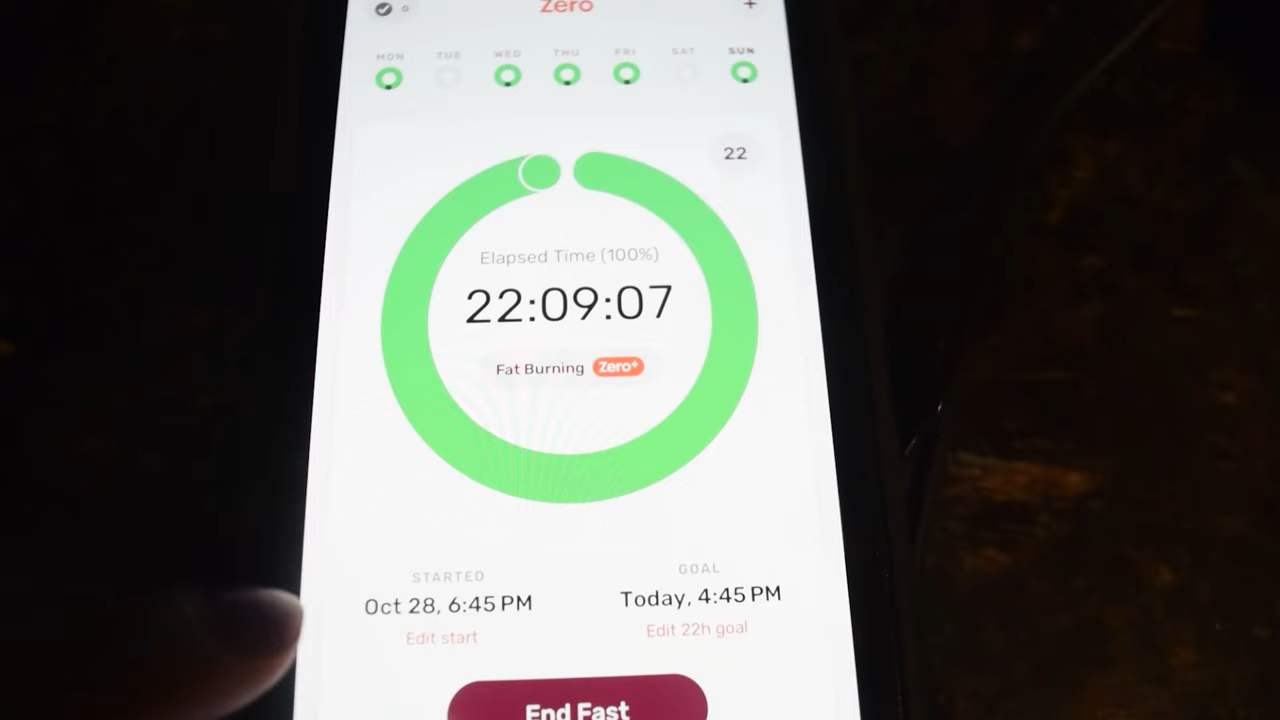 Zero
MON TUE WED THU FRI SAT SUN
22
Elapsed Time (100%)
22:09:07
Fat Burning Zero+
STARTED
Oct 28, 6:45 PM
Edit start
GOAL
Today, 4:45 PM
Edit 22h goal
End Fast